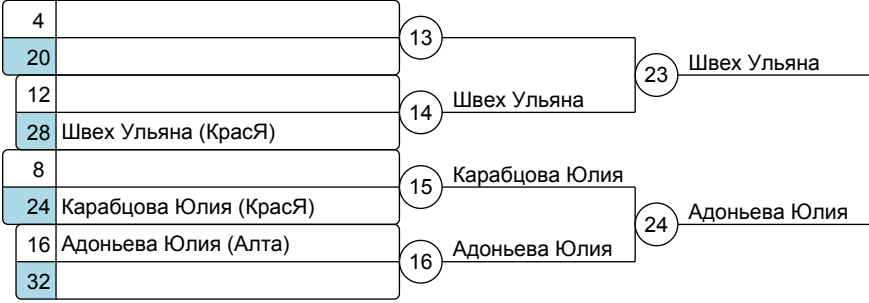 4
13
20
23 Швех Ульяна
12
14 Швех Ульяна
28 Швех Ульяна (КрасЯ)
8
15 Карабцова Юлия
24 Карабцова Юлия (КрасЯ)
24 Адоньева Юлия
16 Адоньева Юлия (Алта)
16 Адоньева Юлия
32